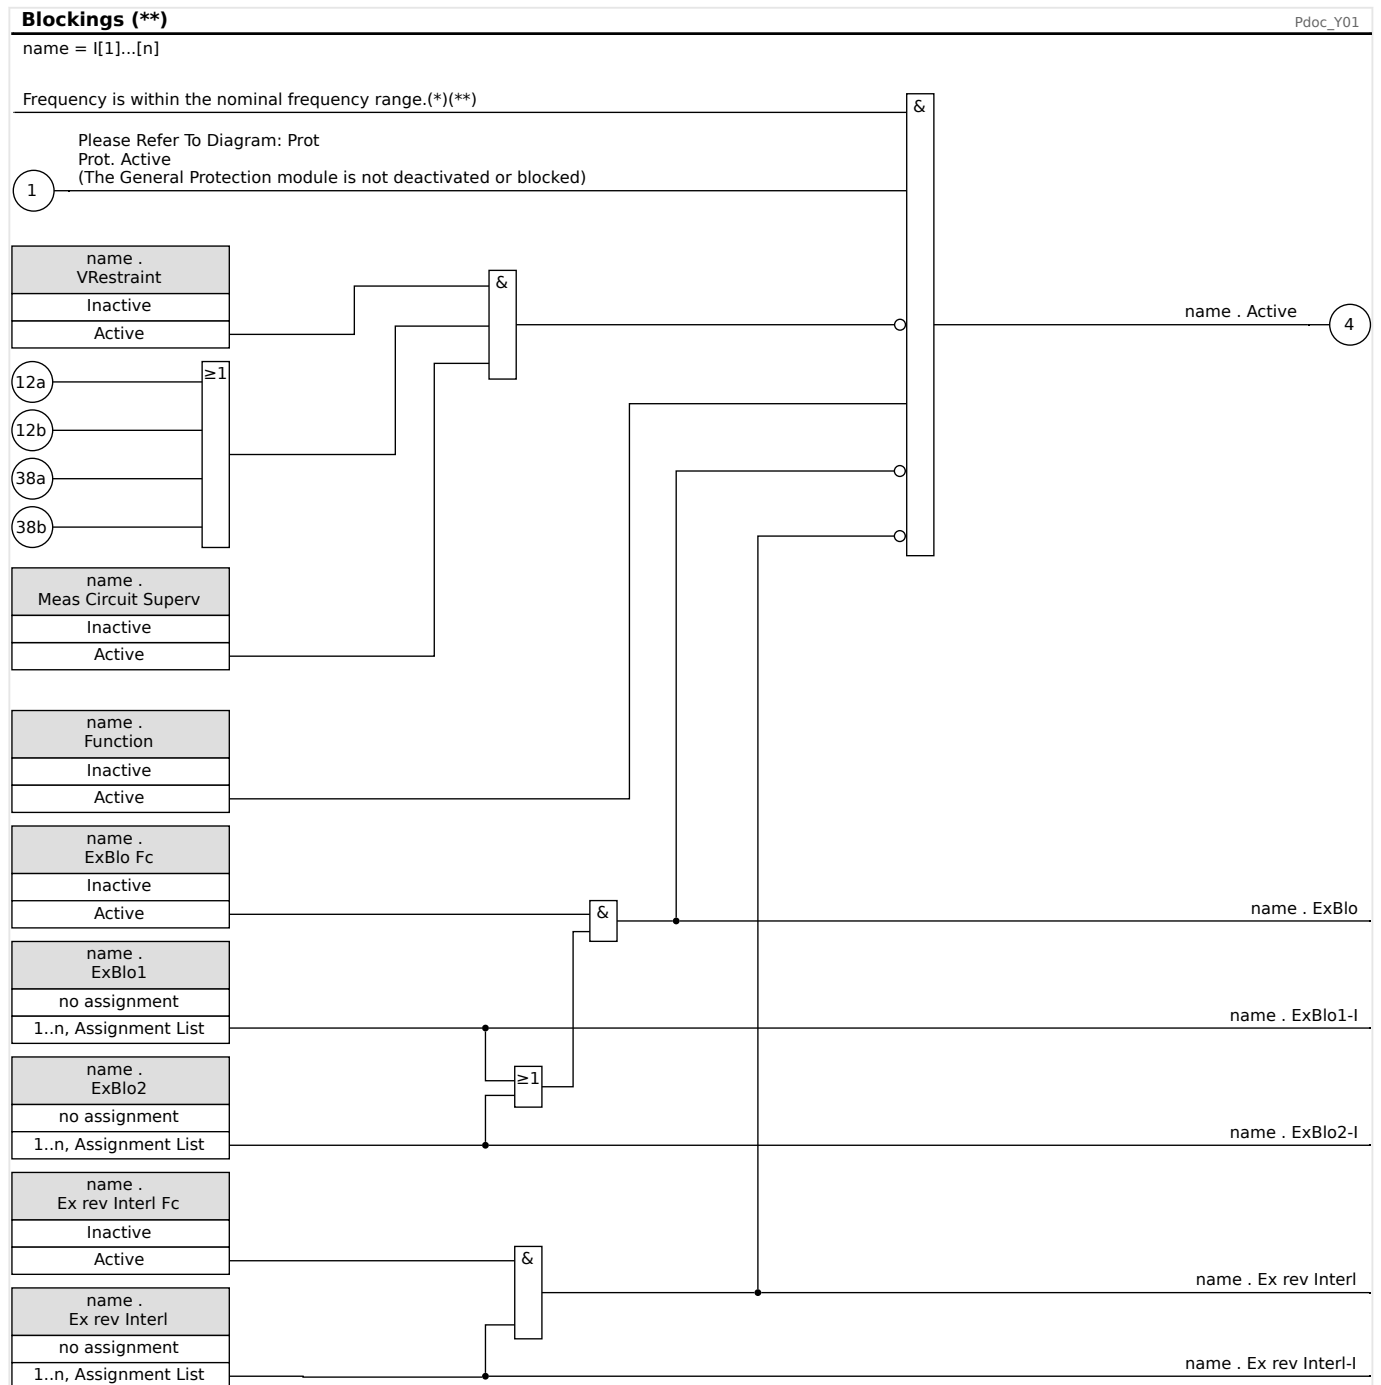 Blockings (**)
Pdoc_Y01
name = I[1]...[n]
Frequency is within the nominal frequency range.(*)(**)
&
Please Refer To Diagram: Prot
Prot. Active
(The General Protection module is not deactivated or blocked)
1
name .
VRestraint
Inactive
Active
&
name . Active
4
12a
≥1
12b
38a
38b
name .
Meas Circuit Superv
Inactive
Active
name .
Function
Inactive
Active
name .
ExBlo Fc
Inactive
Active
&
name . ExBlo
name .
ExBlo1
no assignment
1..n, Assignment List
name . ExBlo1-I
name .
ExBlo2
≥1
no assignment
1..n, Assignment List
name . ExBlo2-I
name .
Ex rev Interl Fc
Inactive
Active
&
name . Ex rev Interl
name .
Ex rev Interl
no assignment
1..n, Assignment List
name . Ex rev Interl-I